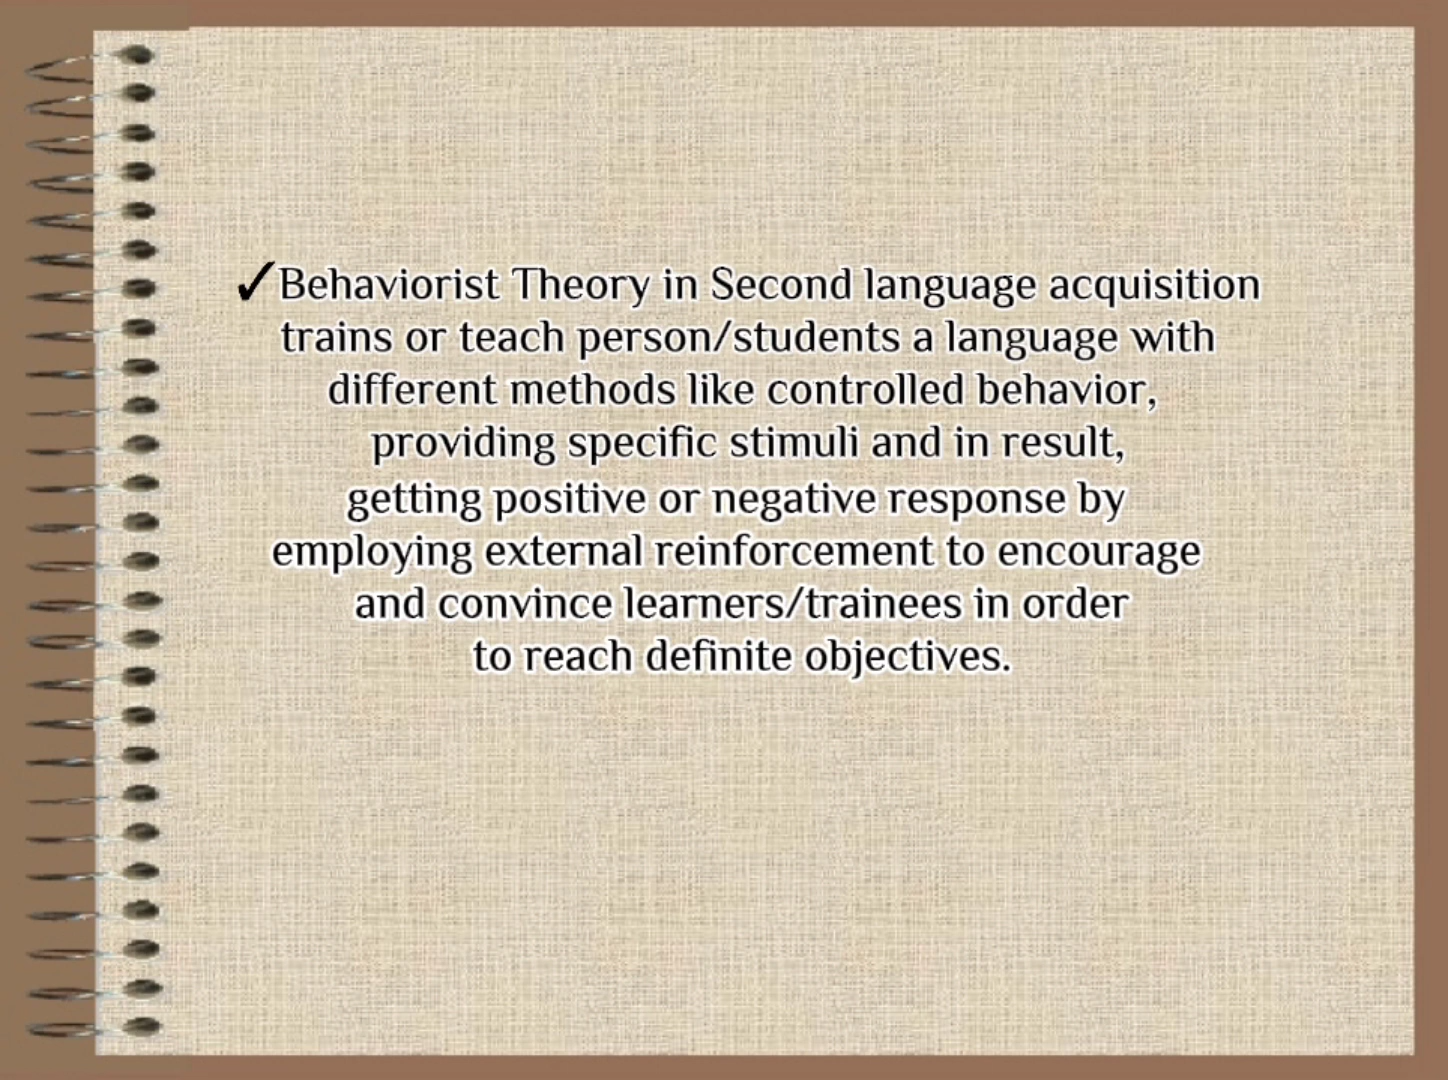 ✓Behaviorist Theory in Second language acquisition
trains or teach person/students a language with
different methods like controlled behavior,
providing specific stimuli and in result,
getting positive or negative response by
employing external reinforcement to encourage
and convince learners/trainees in order
to reach definite objectives.